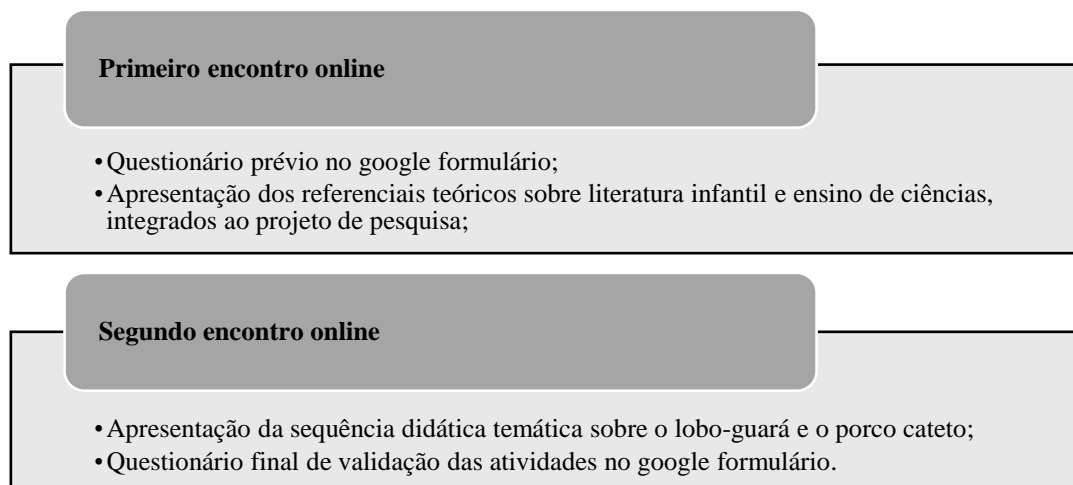 Primeiro encontro online
•Questionário prévio no google formulário;
•Apresentação dos referenciais teóricos sobre literatura infantil e ensino de ciências,
integrados ao projeto de pesquisa;
Segundo encontro online
•Apresentação da sequência didática temática sobre o lobo-guará e o porco cateto;
•Questionário final de validação das atividades no google formulário.